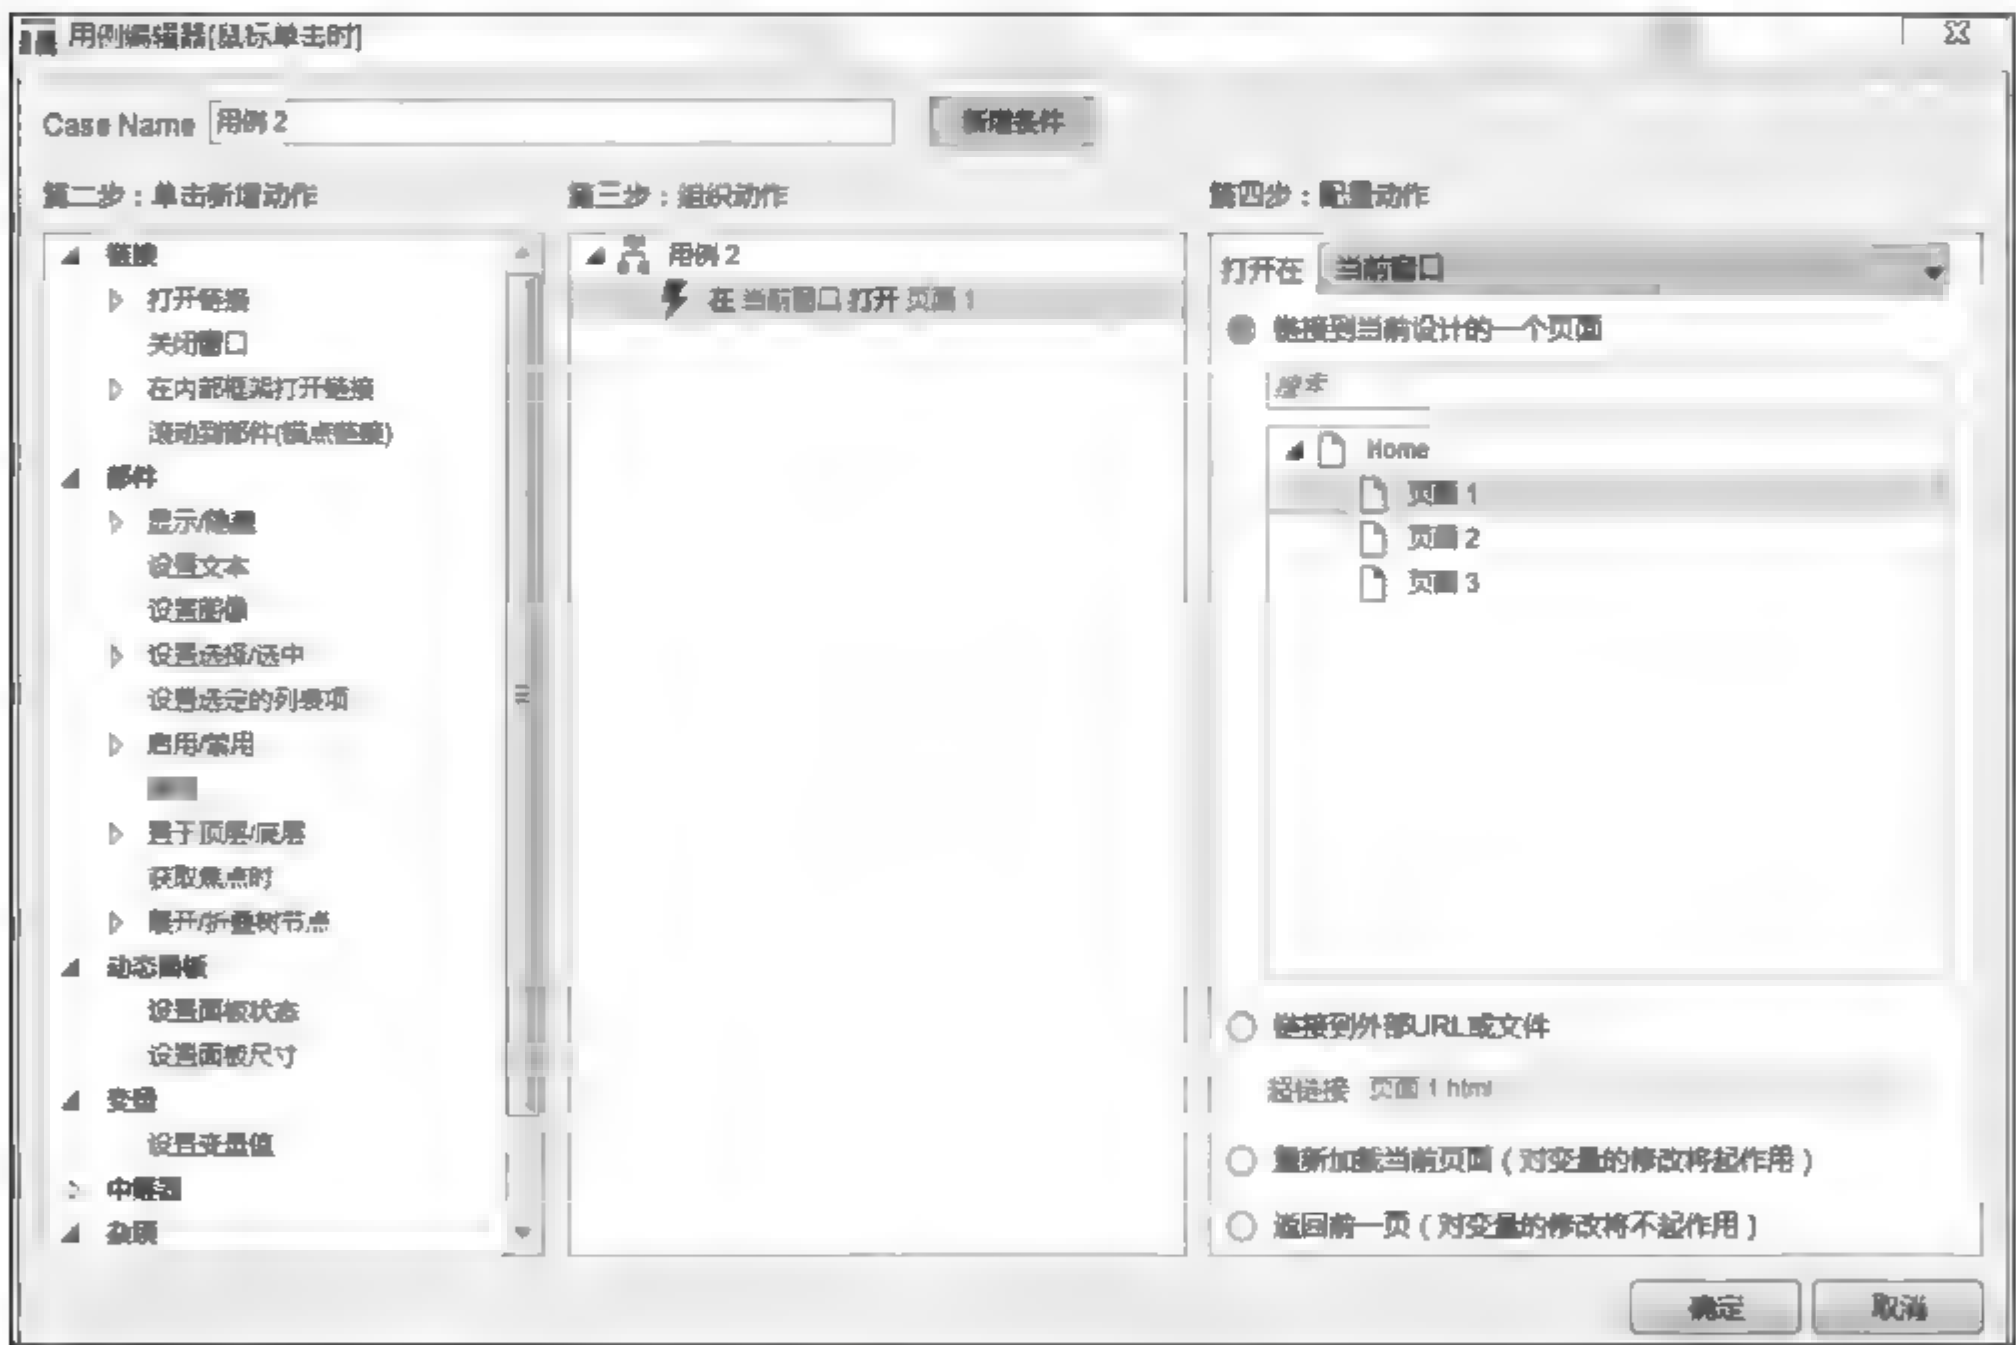 用例编辑器[鼠标单击时]
Case Name 用例 2 新增条件
第二步：单击新增动作
链接
打开链接
关闭窗口
在内部框架打开链接
滚动到部件(锚点链接)
部件
显示/隐藏
设置文本
设置图像
设置选择/选中
设置选定的列表项
启用/禁用
置于顶层/底层
获取焦点时
展开/折叠树节点
动态面板
设置面板状态
设置面板尺寸
变量
设置变量值
中继器
杂项
第三步：组织动作
用例 2
在 当前窗口 打开 页面 1
第四步：配置动作
打开在 当前窗口
链接到当前设计的一个页面
搜索
Home
页面 1
页面 2
页面 3
链接到外部URL或文件
超链接 页面 1 html
重新加载当前页面（对变量的修改将起作用）
返回前一页（对变量的修改将不起作用）
确定 取消